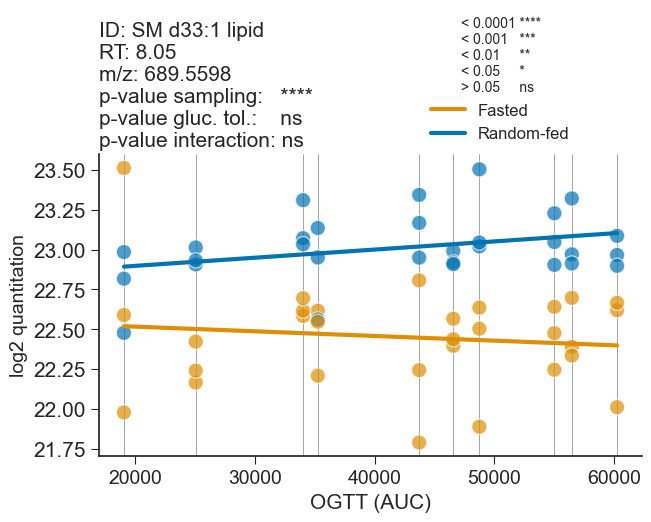 ID: SM d33:1 lipid
RT: 8.05
m/z: 689.5598
p-value sampling: ****
p-value gluc. tol.: ns
p-value interaction: ns
< 0.0001 ****
< 0.001 ***
< 0.01 **
< 0.05 *
> 0.05 ns
Fasted
Random-fed
log2 quantitation
23.50
23.25
23.00
22.75
22.50
22.25
22.00
21.75
20000 30000 40000 50000 60000
OGTT (AUC)